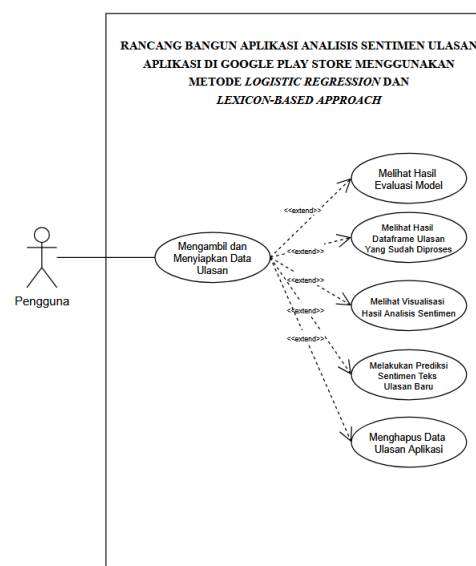 RANCANG BANGUN APLIKASI ANALISIS SENTIMEN ULASAN
APLIKASI DI GOOGLE PLAY STORE MENGGUNAKAN
METODE LOGISTIC REGRESSION DAN
LEXICON-BASED APPROACH
Melihat Hasil
Evaluasi Model
<<extend>>
Melihat Hasil
Dataframe Ulasan
Yang Sudah Diproses
<<extend>>
Mengambil dan
Menyiapkan Data
Ulasan
Pengguna
<<extend>>
Melihat Visualisasi
Hasil Analisis Sentimen
<<extend>>
<<extend>>
Melakukan Prediksi
Sentimen Teks
Ulasan Baru
Menghapus Data
Ulasan Aplikasi